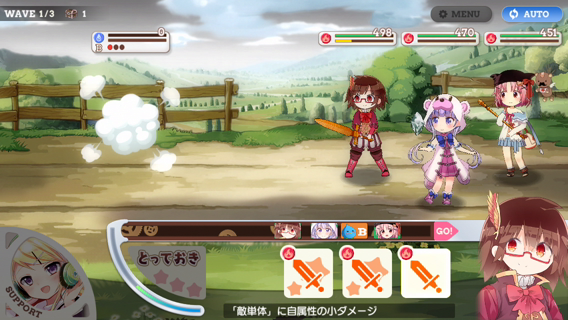 WAVE 1/3 1
MENU
AUTO
0
B
498
470
451
B
GO!
とっておき
SUPPORT
「敵単体」に自属性の小ダメージ